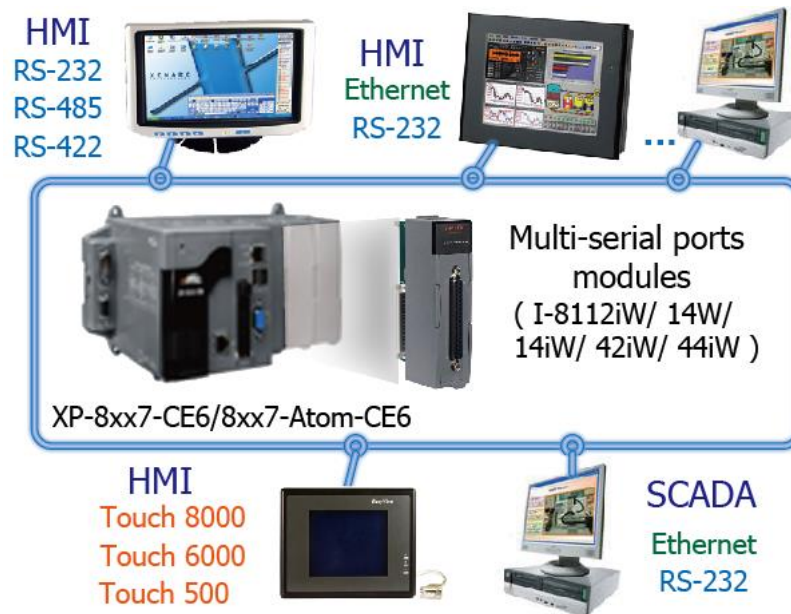 HMI
RS-232
RS-485
RS-422
XENARC
HMI
Ethernet
RS-232
...
Multi-serial ports
modules
( I-8112iW/ 14W/
14iW/ 42iW/ 44iW )
XP-8xx7-CE6/8xx7-Atom-CE6
HMI
Touch 8000
Touch 6000
Touch 500
SCADA
Ethernet
RS-232